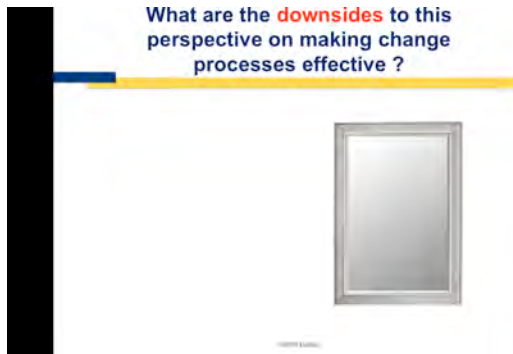 What are the downsides to this
perspective on making change
processes effective ?